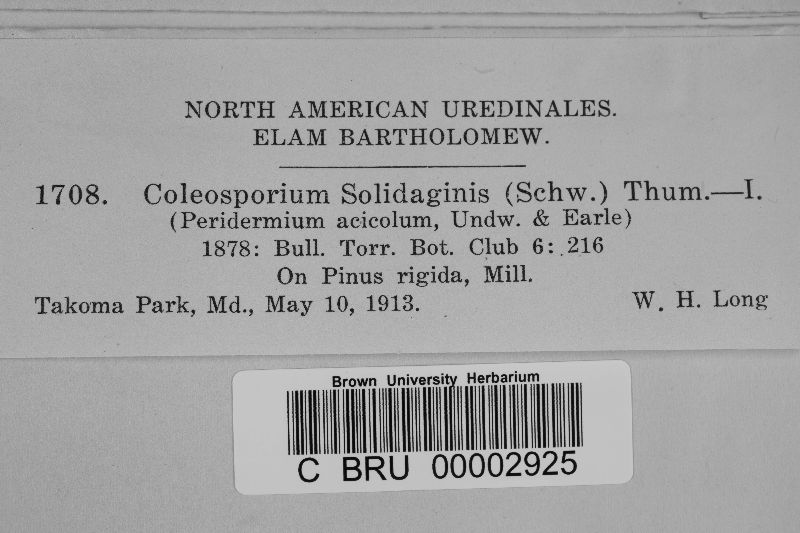 NORTH AMERICAN UREDINALES.
ELAM BARTHOLOMEW.
1708. Coleosporium Solidaginis (Schw.) Thum.—I.
(Peridermium acicolum, Undw. & Earle)
1878: Bull. Torr. Bot. Club 6: 216
On Pinus rigida, Mill.
Takoma Park, Md., May 10, 1913. W. H. Long
Brown University Herbarium
C BRU 00002925